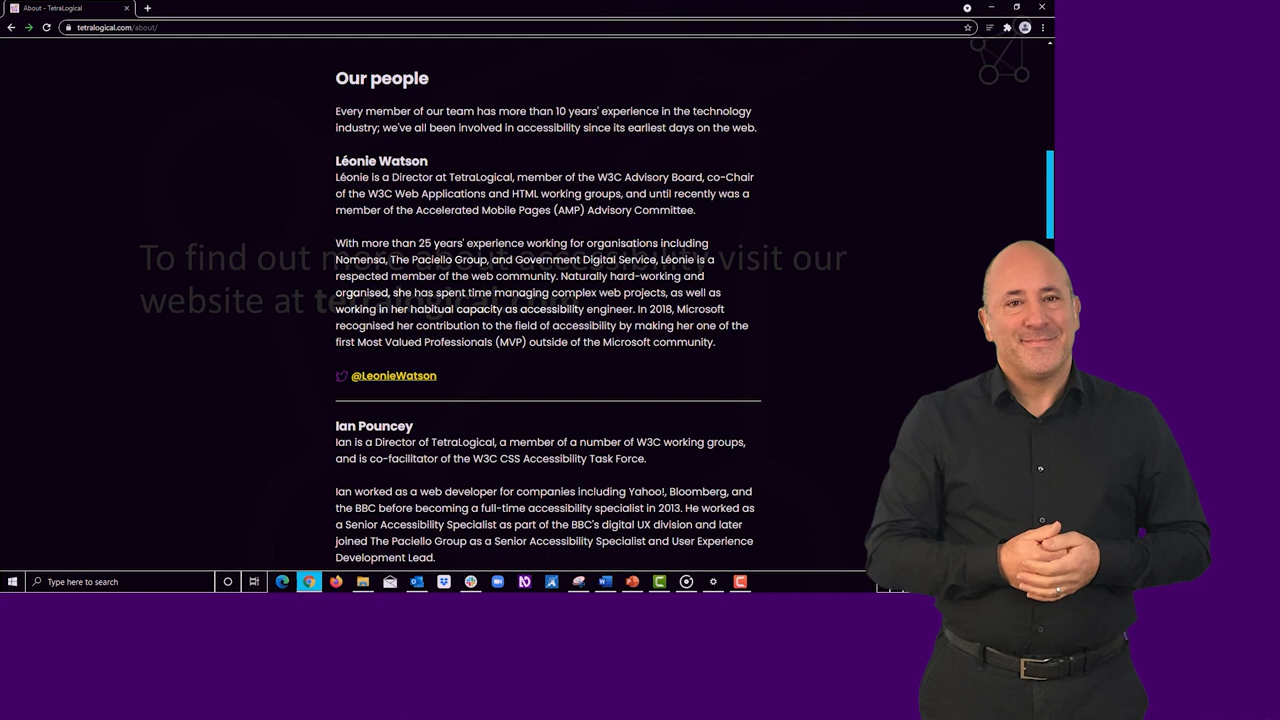 About - TetraLogical
tetralogical.com/about/
Our people
Every member of our team has more than 10 years' experience in the technology
industry; we've all been involved in accessibility since its earliest days on the web.
Léonie Watson
Léonie is a Director at TetraLogical, member of the W3C Advisory Board, co-Chair
of the W3C Web Applications and HTML working groups, and until recently was a
member of the Accelerated Mobile Pages (AMP) Advisory Committee.
With more than 25 years' experience working for organisations including
Nomensa, The Paciello Group, and Government Digital Service, Léonie is a
respected member of the web community. Naturally hard-working and
organised, she has spent time managing complex web projects, as well as
working in her habitual capacity as accessibility engineer. In 2018, Microsoft
recognised her contribution to the field of accessibility by making her one of the
first Most Valued Professionals (MVP) outside of the Microsoft community.
To find out more about accessibility visit our
website at tetralogical.com
@LeonieWatson
Ian Pouncey
Ian is a Director of TetraLogical, a member of a number of W3C working groups,
and is co-facilitator of the W3C CSS Accessibility Task Force.
Ian worked as a web developer for companies including Yahoo!, Bloomberg, and
the BBC before becoming a full-time accessibility specialist in 2013. He worked as
a Senior Accessibility Specialist as part of the BBC's digital UX division and later
joined The Paciello Group as a Senior Accessibility Specialist and User Experience
Development Lead.
Type here to search